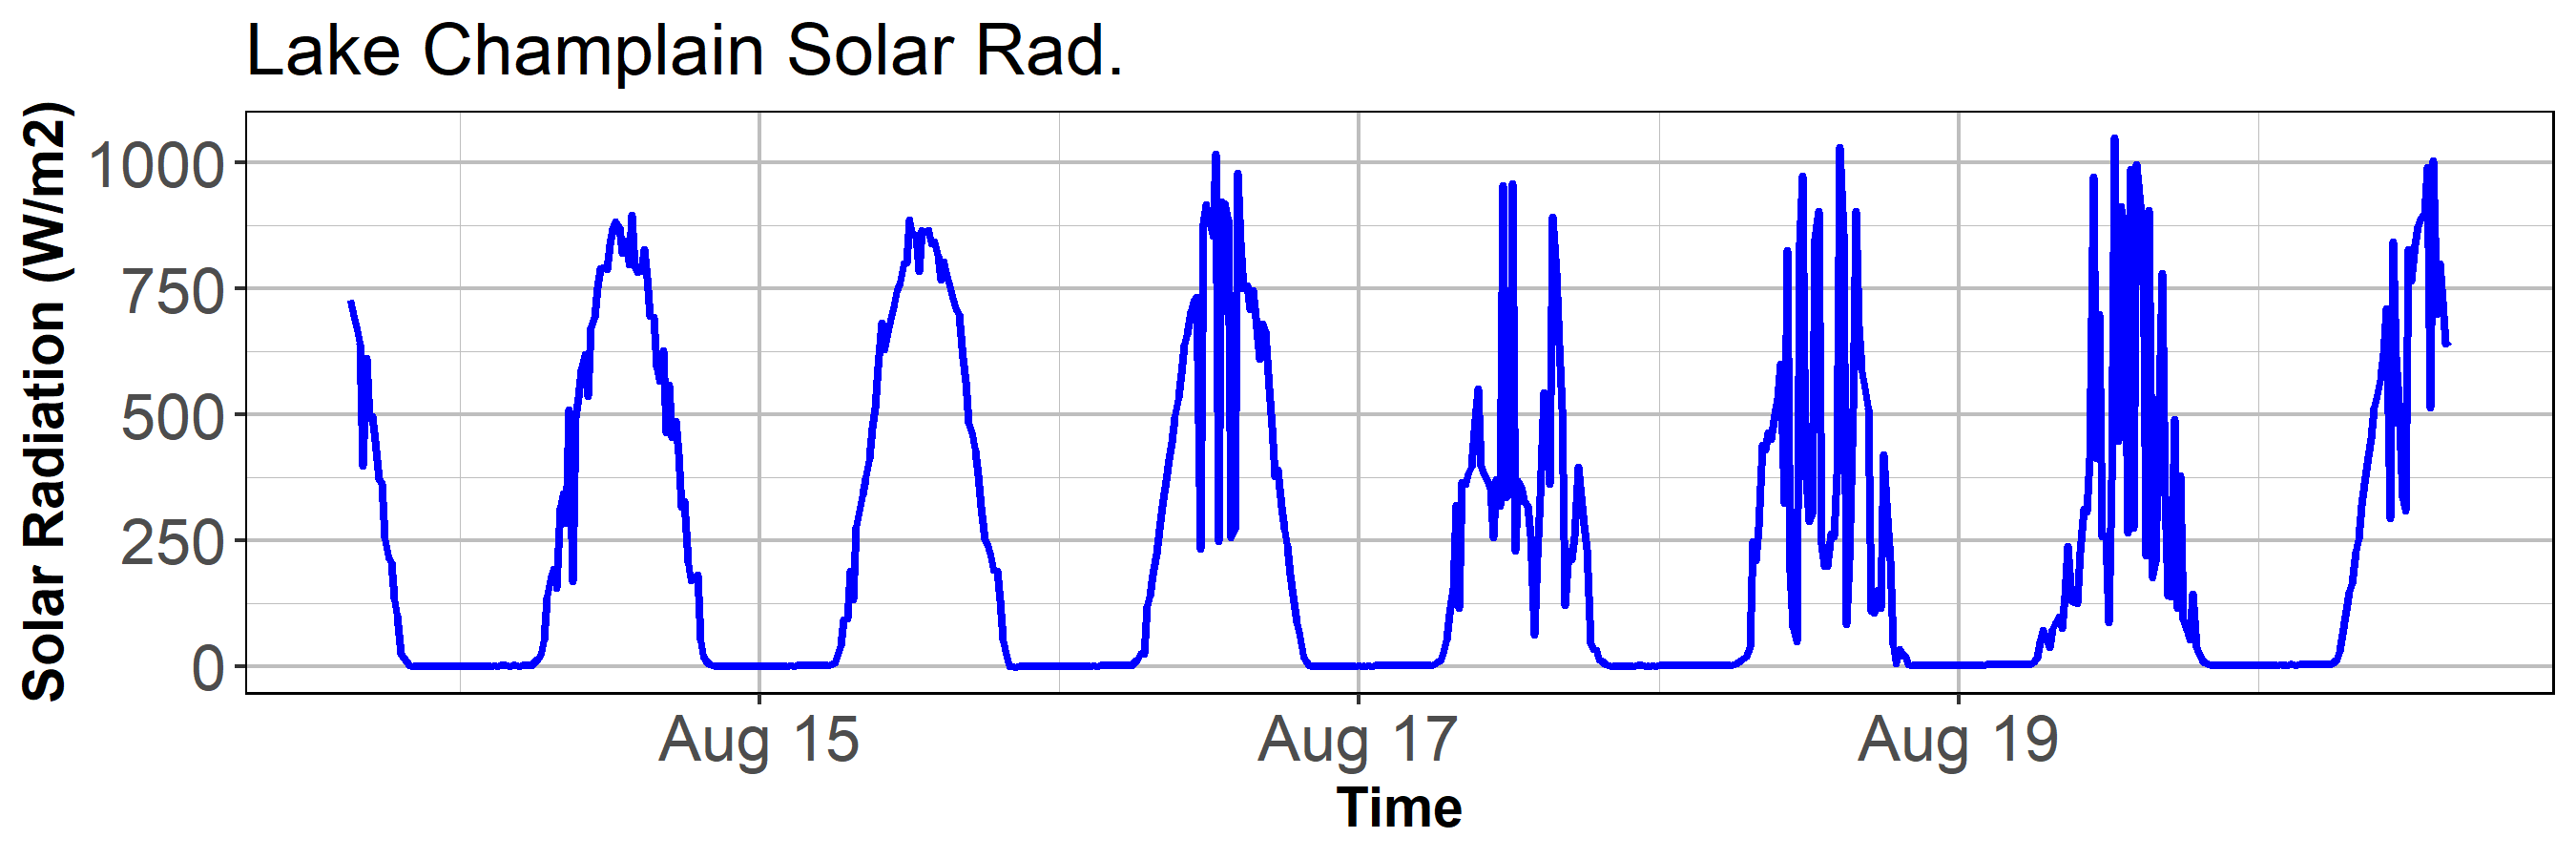 Lake Champlain Solar Rad.
Solar Radiation (W/m2)
1000
750
500
250
0
Aug 15 Aug 17 Aug 19
Time